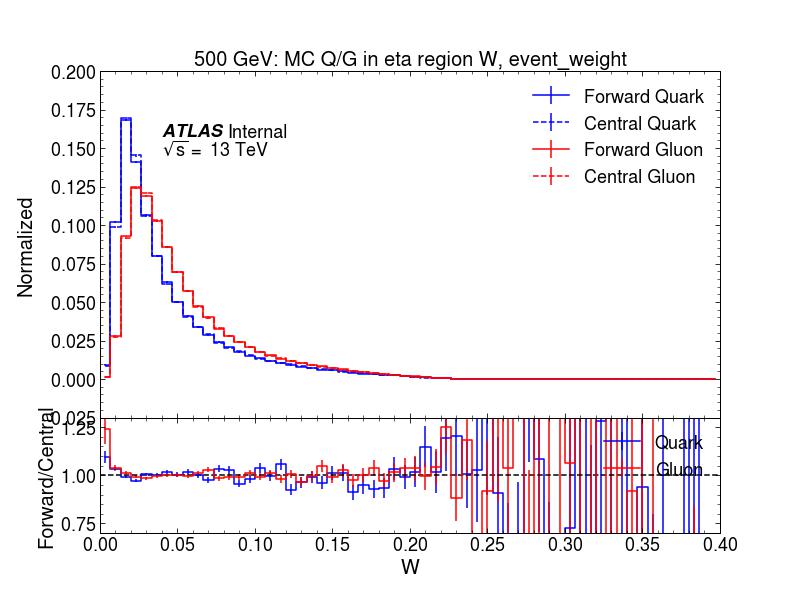 500 GeV: MC Q/G in eta region W, event_weight
0.200
0.175
0.150
0.125
0.100
0.075
0.050
0.025
0.000
0.025
Normalized
ATLAS Internal
√s = 13 TeV
Forward Quark
Central Quark
Forward Gluon
Central Gluon
1.25
1.00
0.75
Forward/Central
Quark
Gluon
0.00 0.05 0.10 0.15 0.20 0.25 0.30 0.35 0.40
W